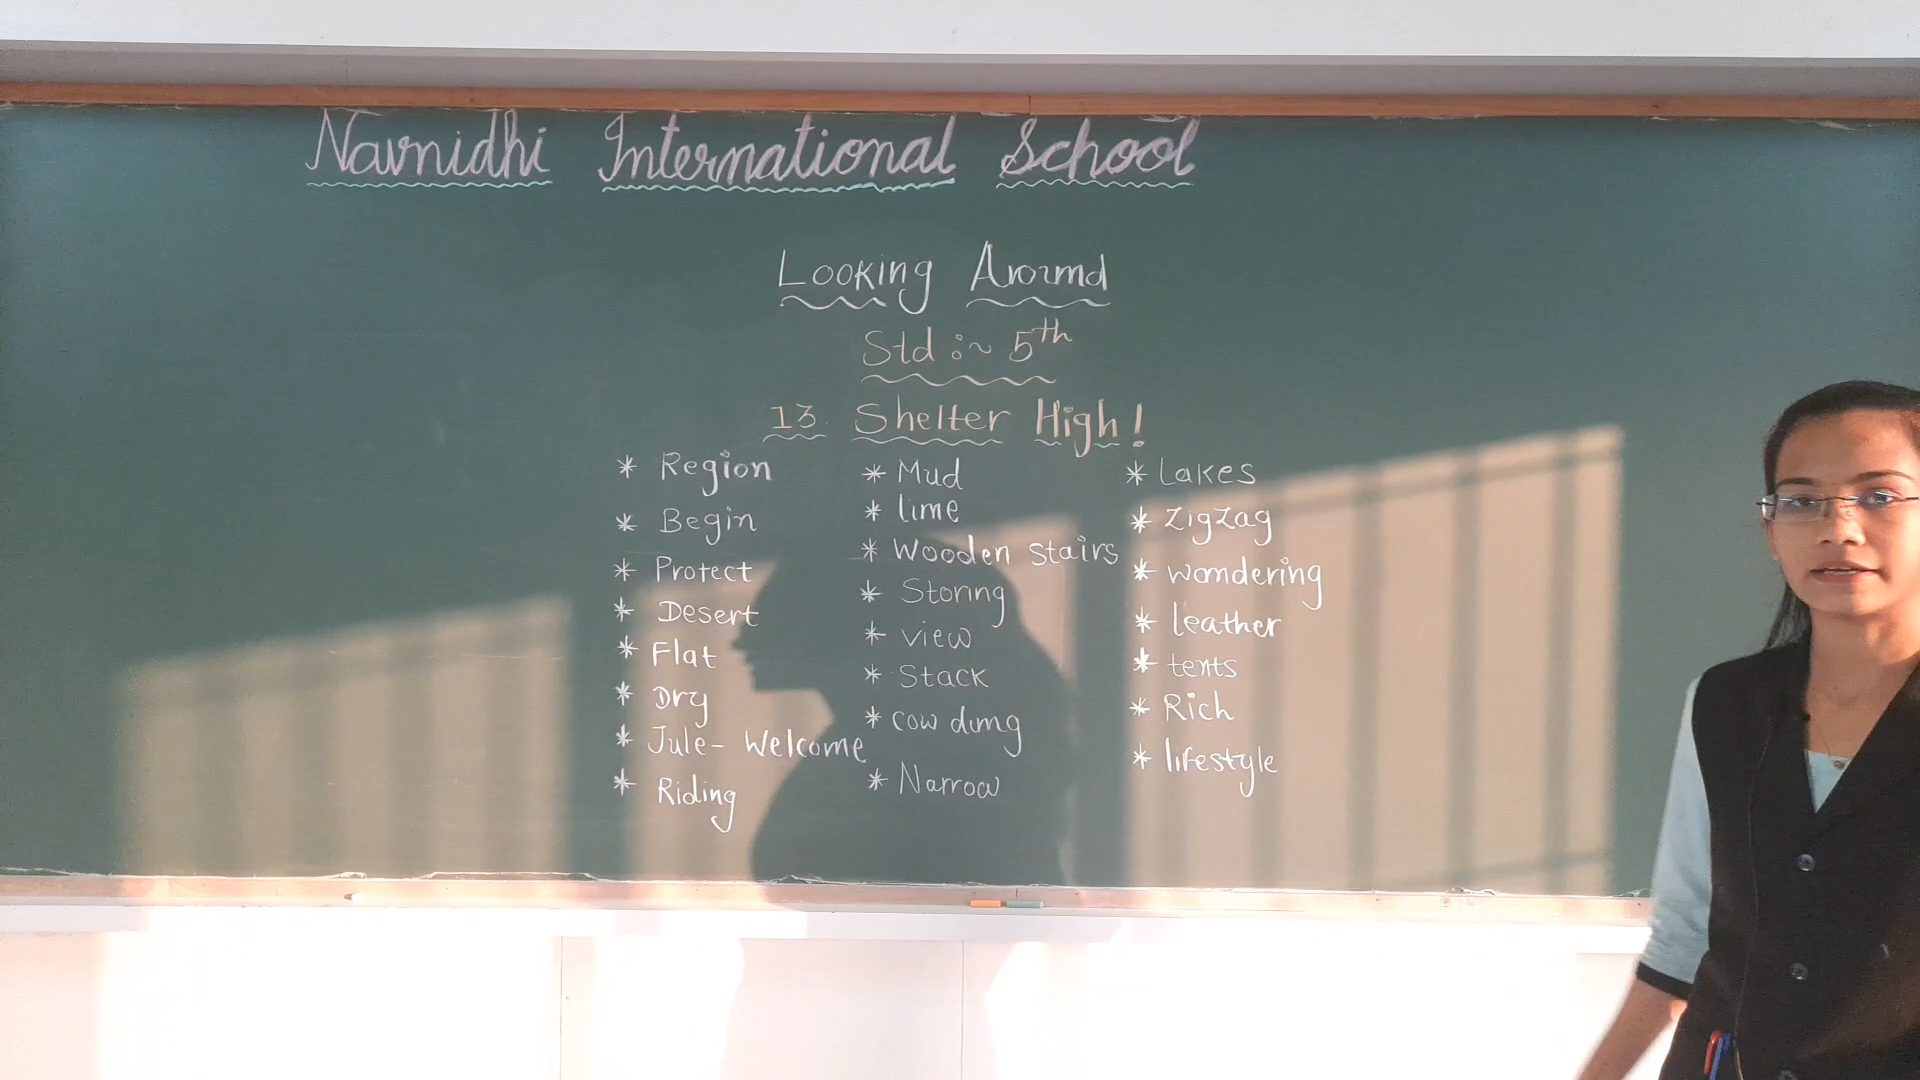 Navnidhi International School
Looking Around
Std :~ 5th
13. Shelter High!
* Region
* Begin
* Protect
* Desert
* Flat
* Dry
* Jule - Welcome
* Riding
* Mud
* lime
* Wooden stairs
* Storing
* view
* Stack
* cow dung
* Narrow
* Lakes
* ZigZag
* wondering
* leather
* tents
* Rich
* lifestyle